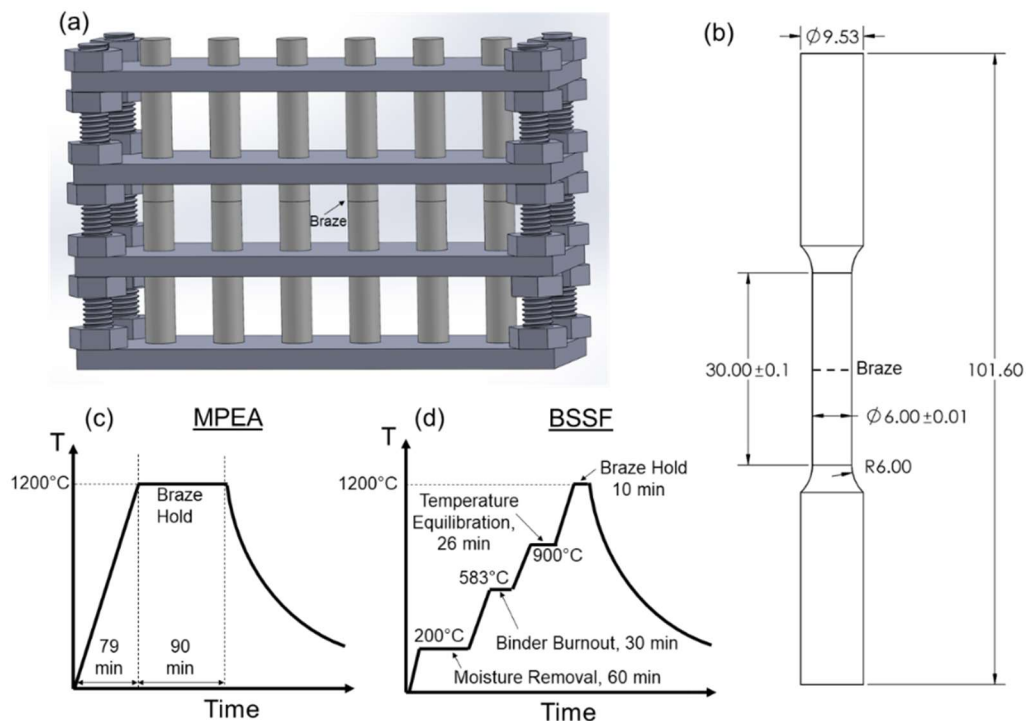 (a)
Braze
(b)
Ø9.53
30.00±0.1
Braze
101.60
Ø6.00±0.01
R6.00
(c)
MPEA
T
1200°C
Braze
Hold
79
min
90
min
Time
(d)
BSSF
T
1200°C
Braze Hold
10 min
Temperature
Equilibration,
26 min
900°C
583°C
Binder Burnout, 30 min
200°C
Moisture Removal, 60 min
Time